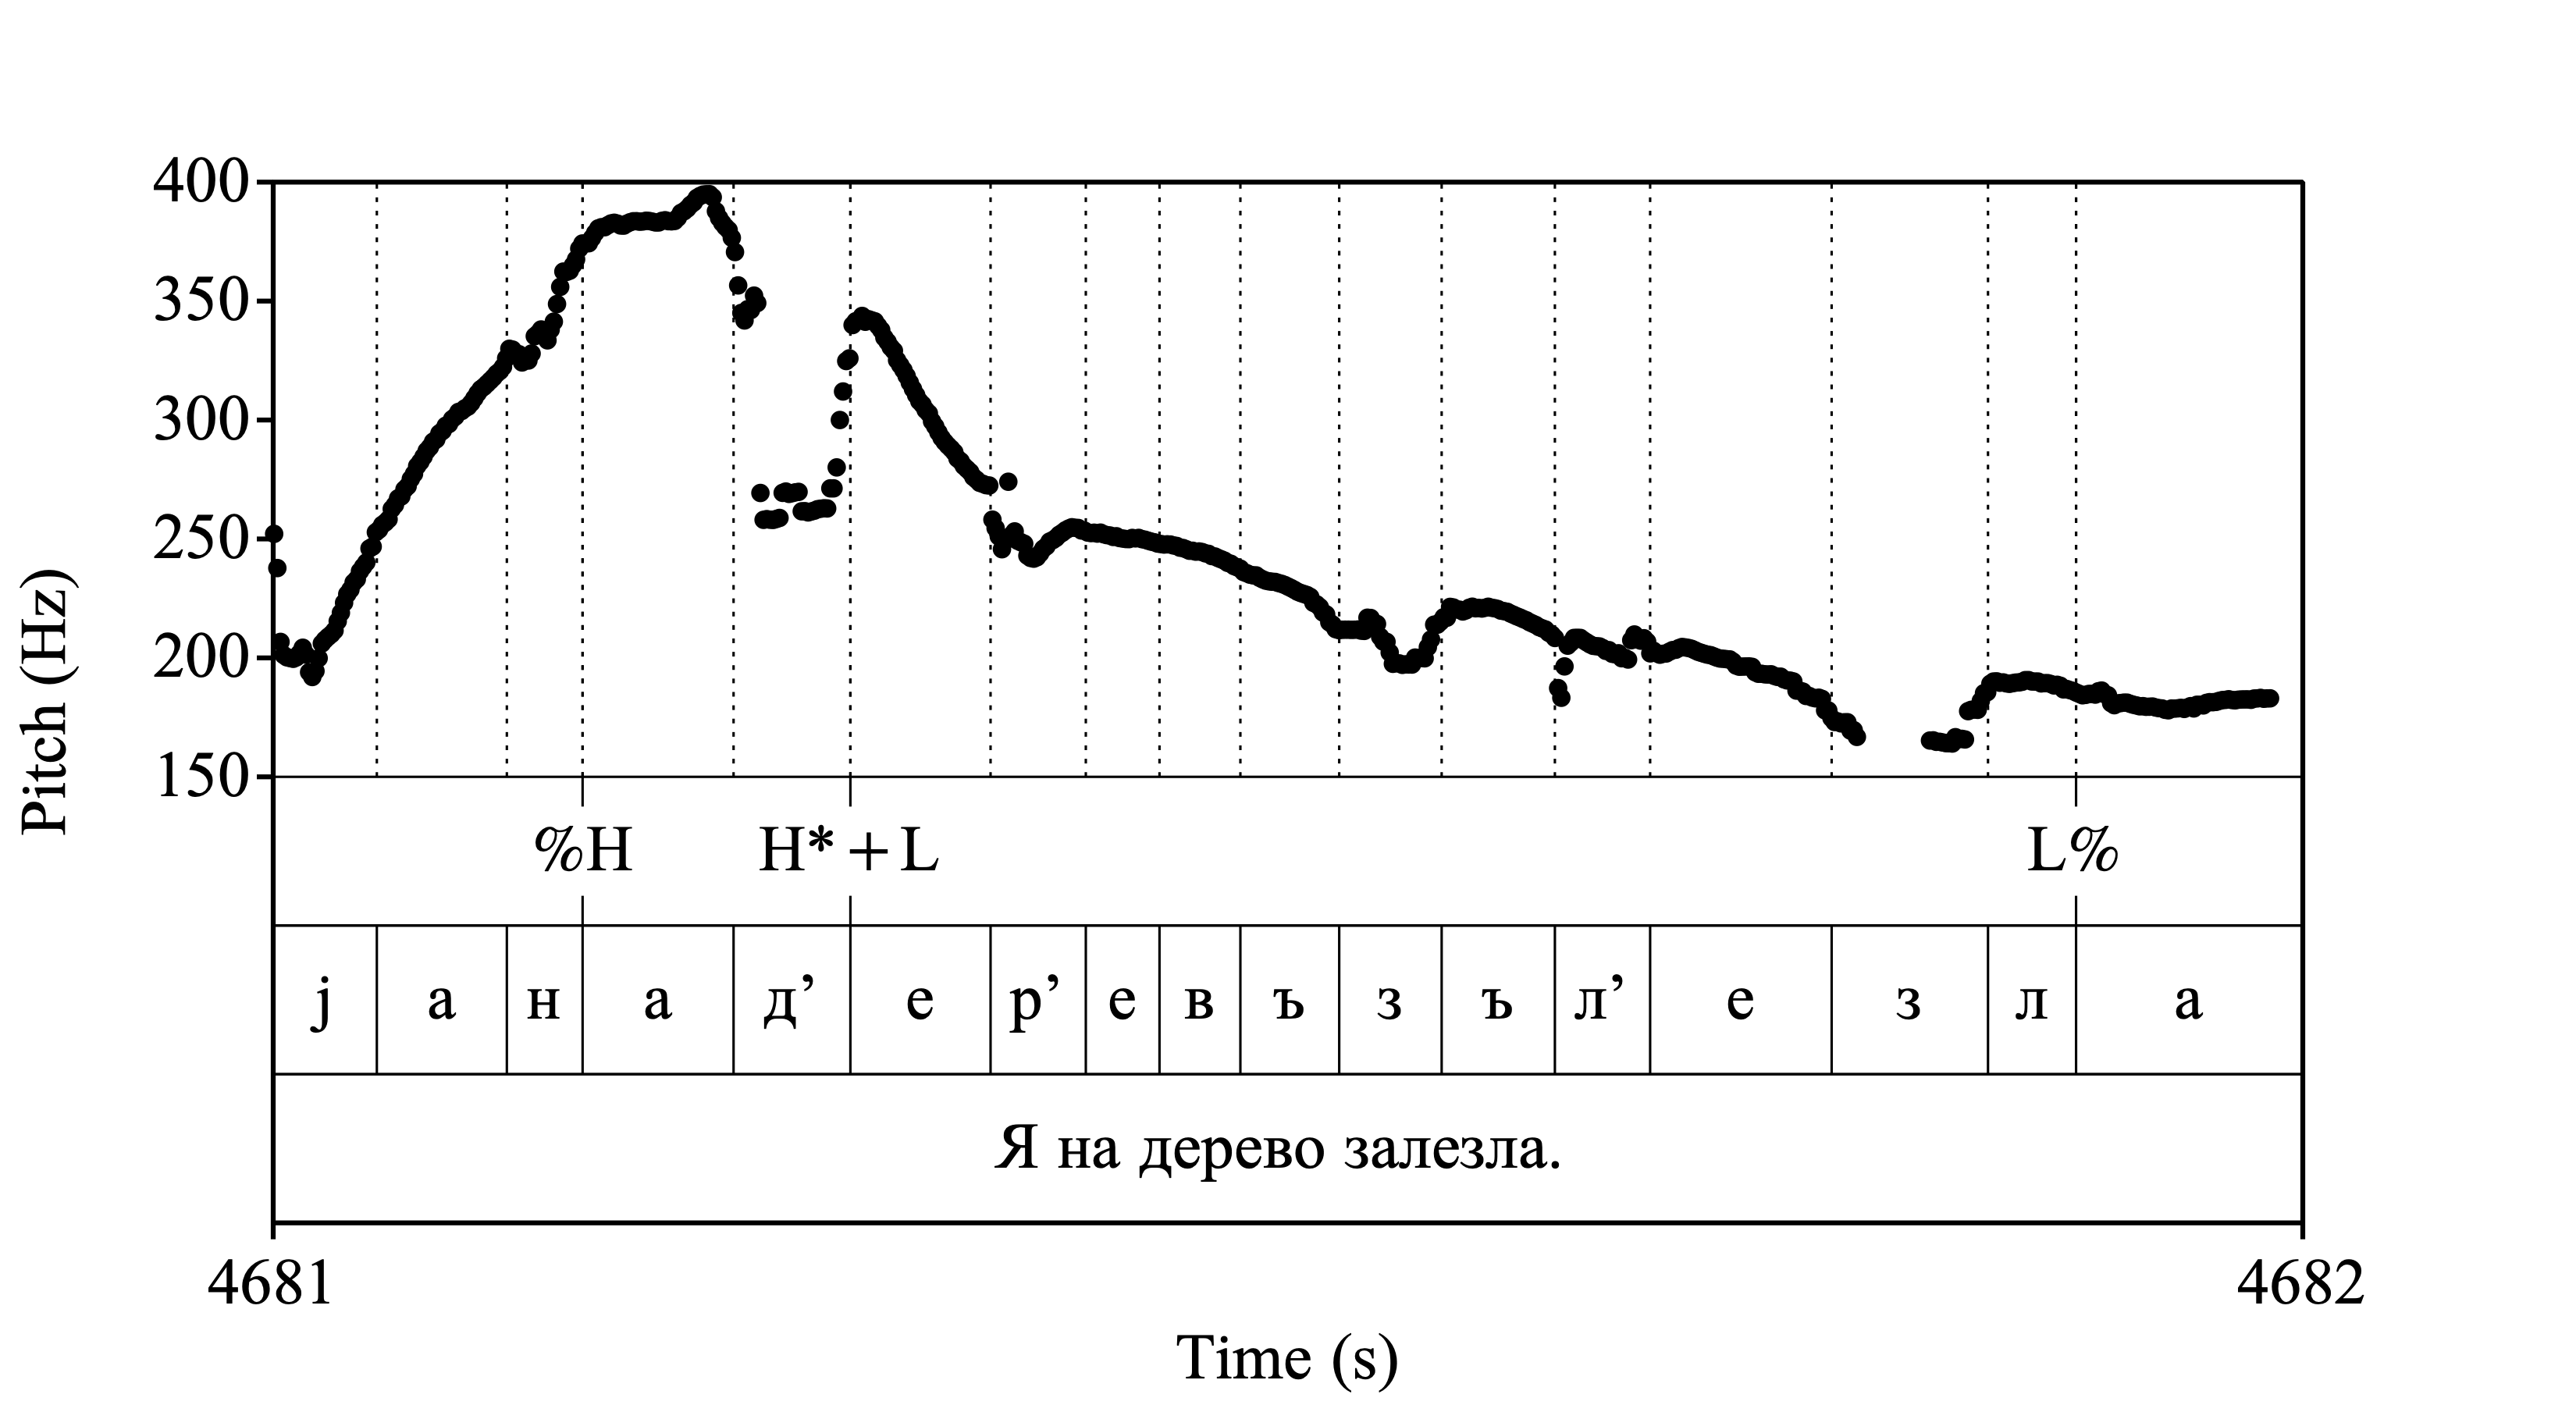 400
350
300
250
200
150
Pitch (Hz)
%H H*+L L%
j а н а д’ е р’ е в ъ з ъ л’ е з л а
Я на дерево залезла.
4681 4682
Time (s)